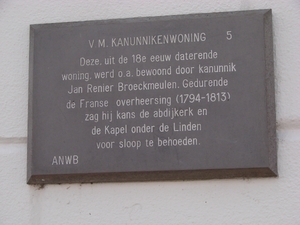 V M. KANUNNIKENWONING 5
Deze, uit de 18e eeuw daterende
woning, werd o.a. bewoond door kanunnik
Jan Renier Broeckmeulen. Gedurende
de Franse overheersing (1794-1813)
zag hij kans de abdijkerk en
de Kapel onder de Linden
voor sloop te behoeden.
ANWB